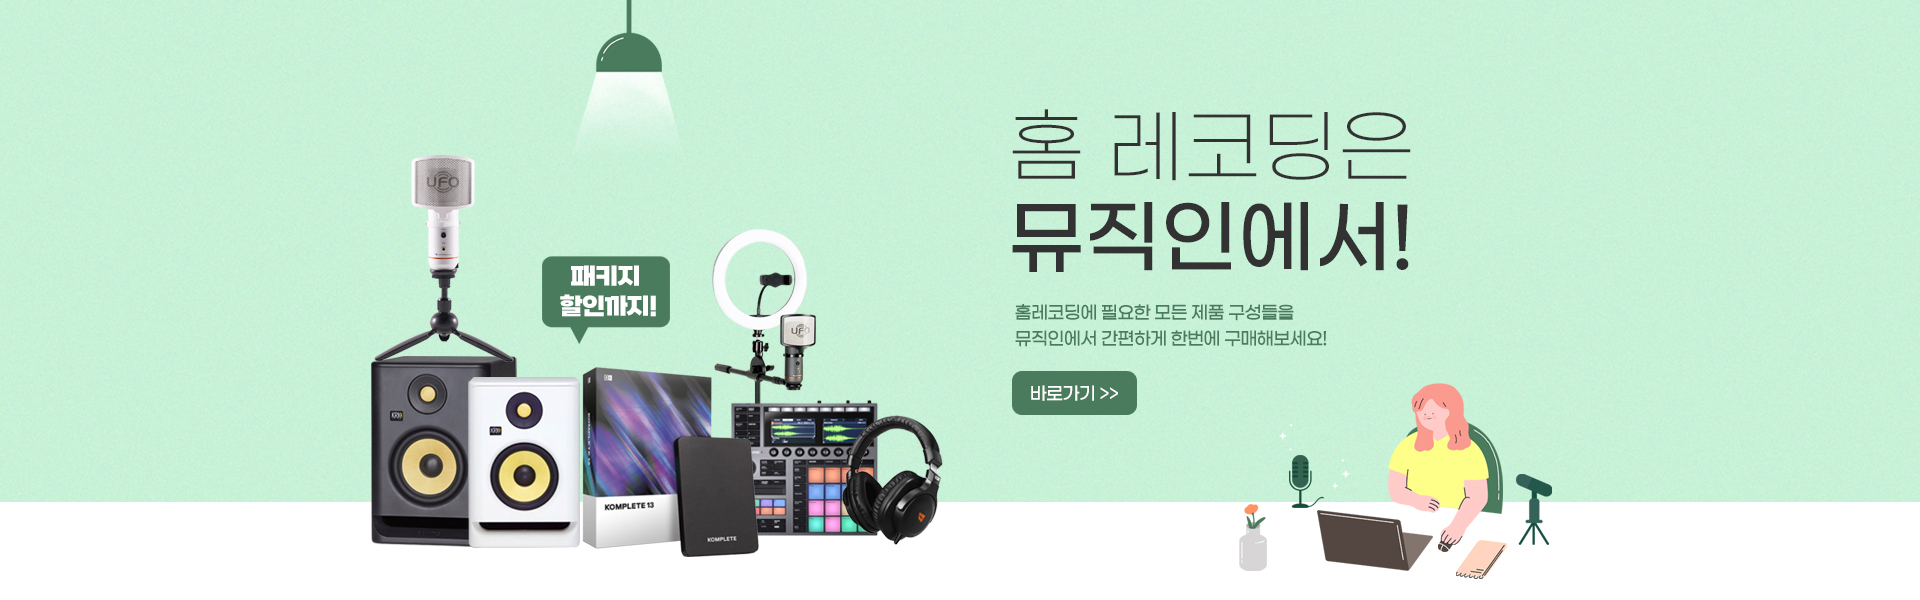 홈 레코딩은
뮤직인에서!
홈레코딩에 필요한 모든 제품 구성들을
뮤직인에서 간편하게 한번에 구매해보세요!
바로가기 >>
패키지
할인까지!
UFO
UFO
KOMPLETE 13
KOMPLETE